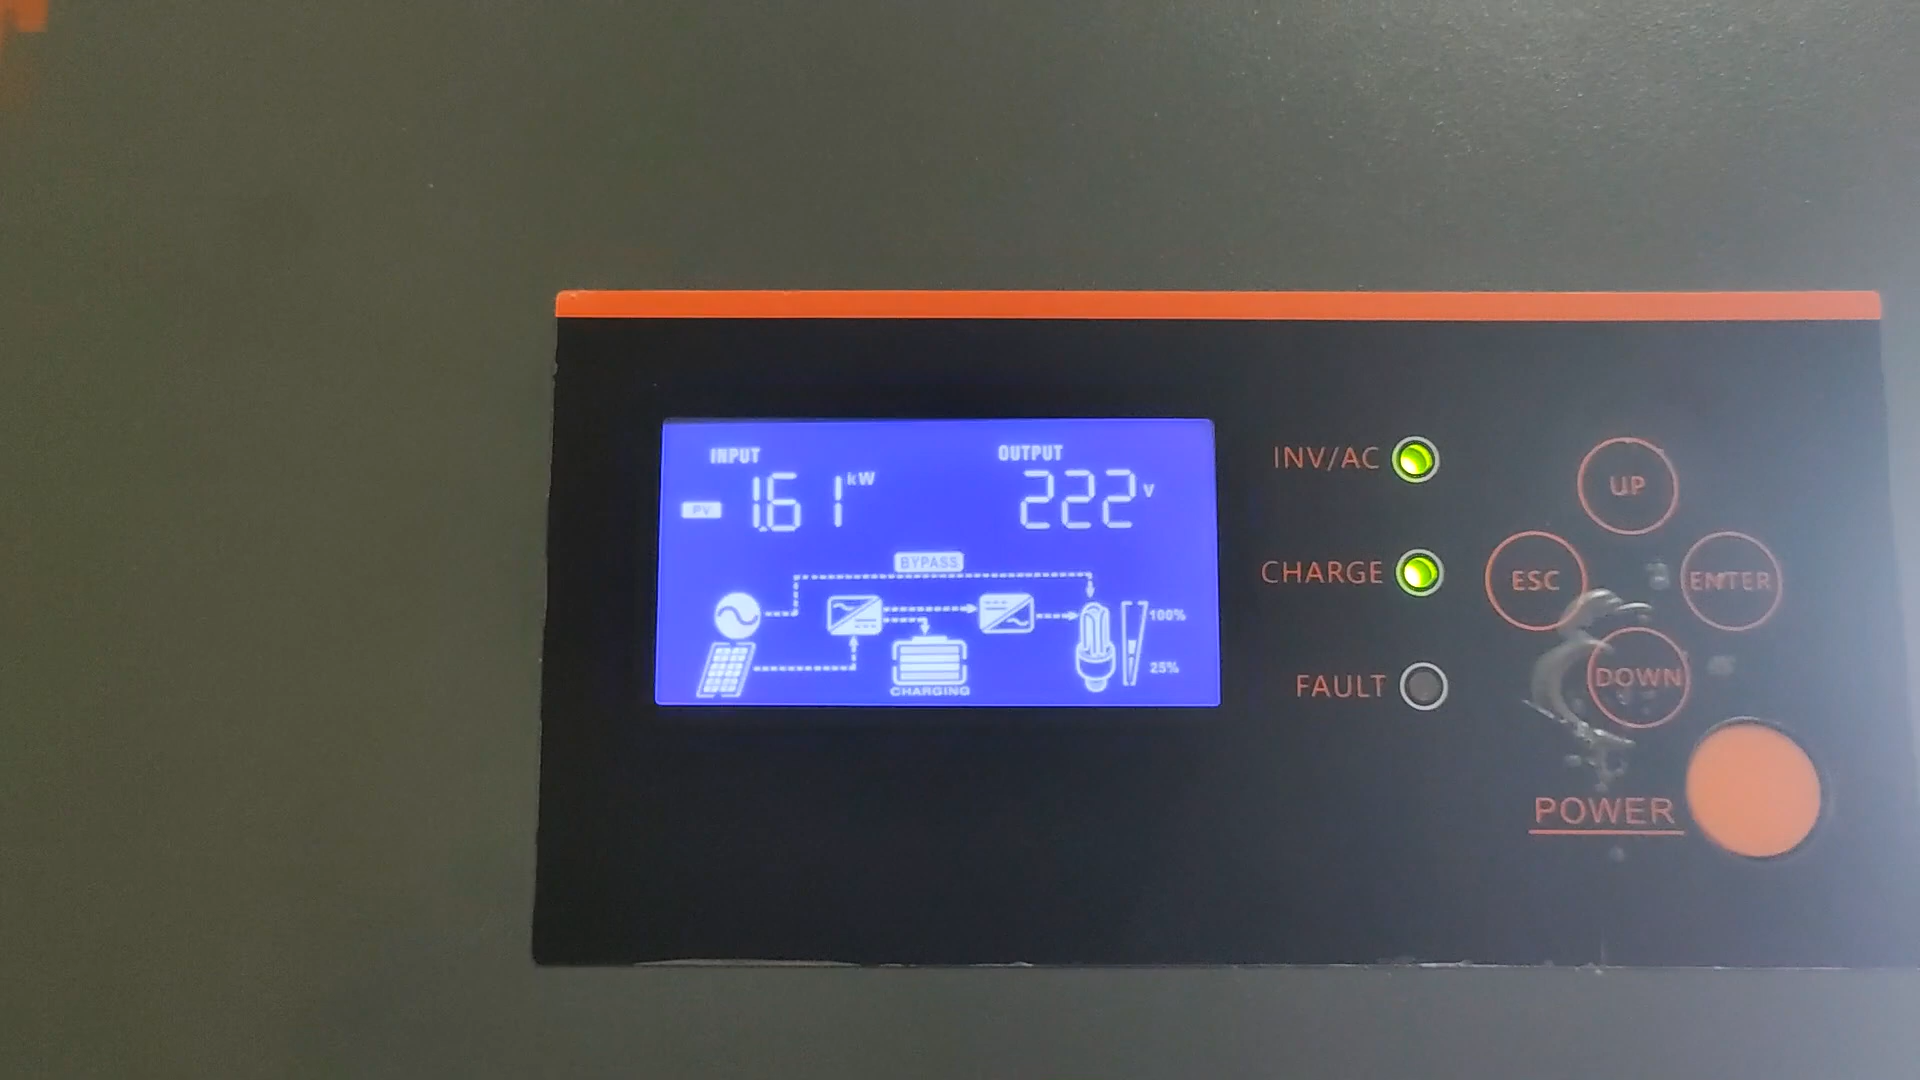 INPUT
OUTPUT
PV 1.61 kW
222 V
BYPASS
100%
25%
CHARGING
INV/AC
CHARGE
FAULT
UP
ESC
ENTER
DOWN
POWER